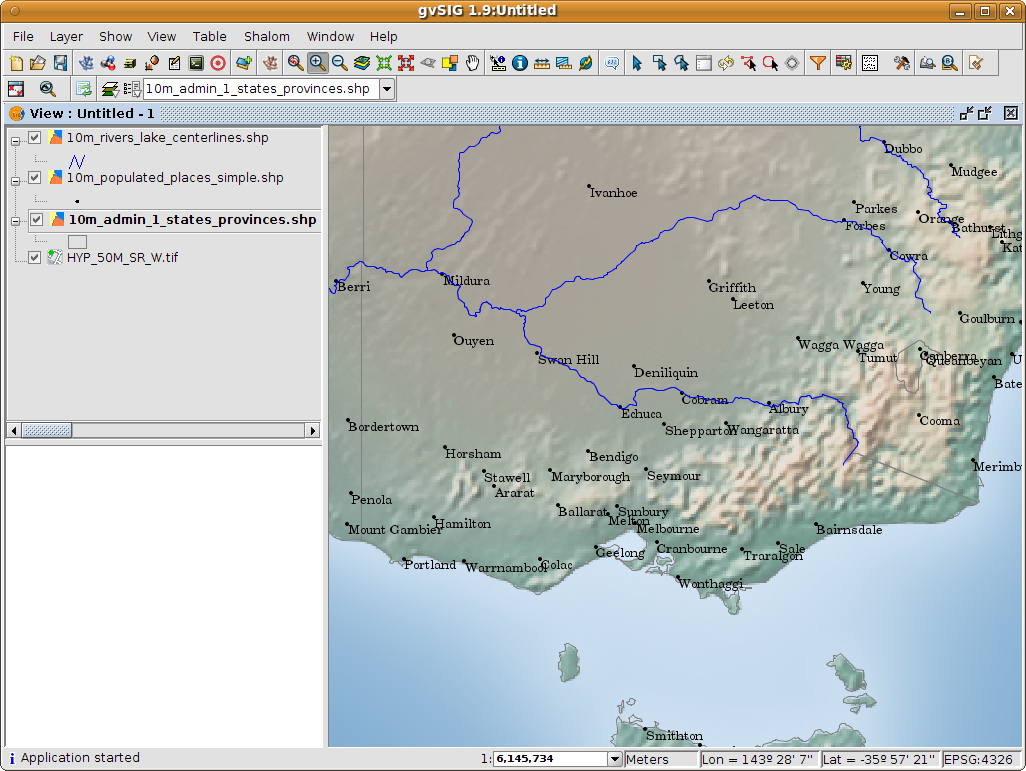 gvSIG 1.9:Untitled
File Layer Show View Table Shalom Window Help
10m_admin_1_states_provinces.shp
View : Untitled - 1
10m_rivers_lake_centerlines.shp
10m_populated_places_simple.shp
10m_admin_1_states_provinces.shp
HYP_50M_SR_W.tif
Dubbo
Mudgee
Ivanhoe
Parkes
Orange
Forbes
Bathurst
Lithg
Kat
Cowra
Mildura
Berri
Griffith
Young
Leeton
Goulburn
Ouyen
Wagga Wagga
Swan Hill
Tumut
Canberra
Queanbeyan
U
Deniliquin
Bate
Cobram
Albury
Echuca
Cooma
Bordertown
Shepparton
Wangaratta
Horsham
Bendigo
Merimb
Stawell
Maryborough
Seymour
Ararat
Penola
Ballarat
Sunbury
Melton
Hamilton
Mount Gambier
Melbourne
Bairnsdale
Geelong
Cranbourne
Sale
Traralgon
Portland
Warrnambool
Colac
Wonthaggi
Smithton
Application started
1: 6,145,734
Meters
Lon = 143º 28' 7"
Lat = -35º 57' 21"
EPSG:4326